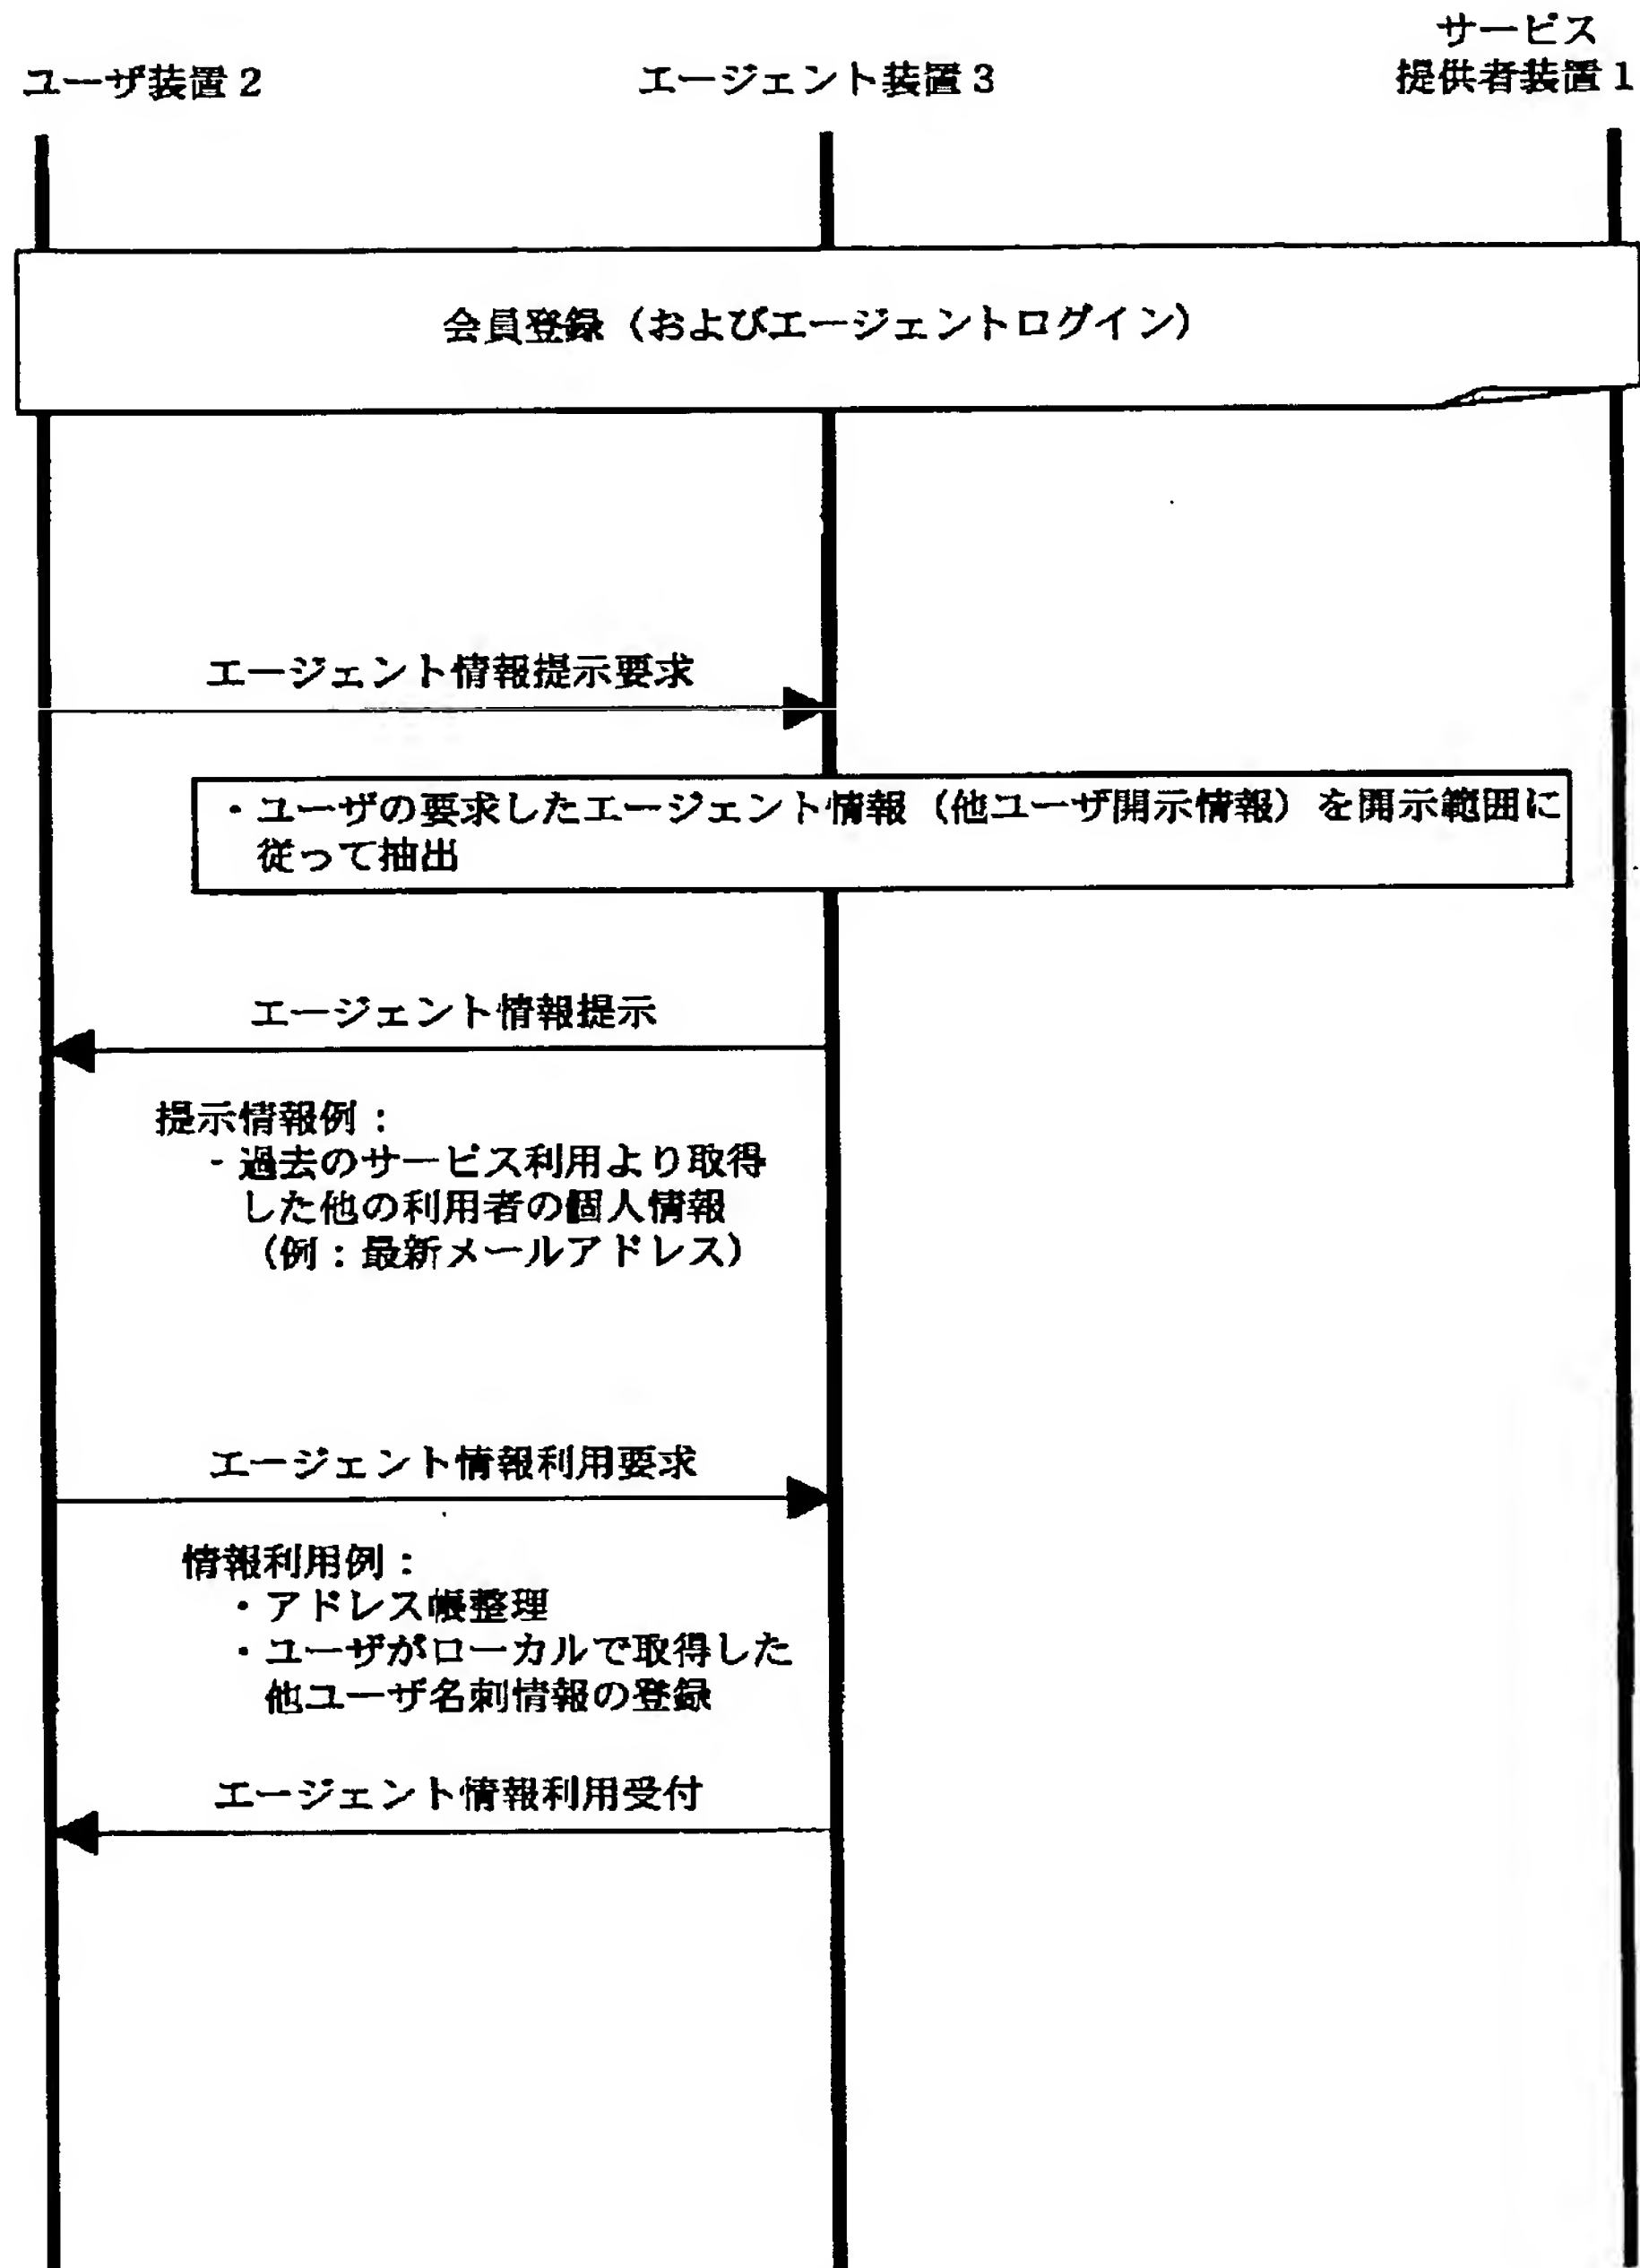 ユーザ装置2
エージェント装置3
サービス
提供者装置1
会員登録（およびエージェントログイン）
エージェント情報提示要求
・ユーザの要求したエージェント情報（他ユーザ開示情報）を開示範囲に
従って抽出
エージェント情報提示
提示情報例：
- 過去のサービス利用より取得
した他の利用者の個人情報
（例：最新メールアドレス）
エージェント情報利用要求
情報利用例：
・アドレス帳整理
・ユーザがローカルで取得した
他ユーザ名刺情報の登録
エージェント情報利用受付